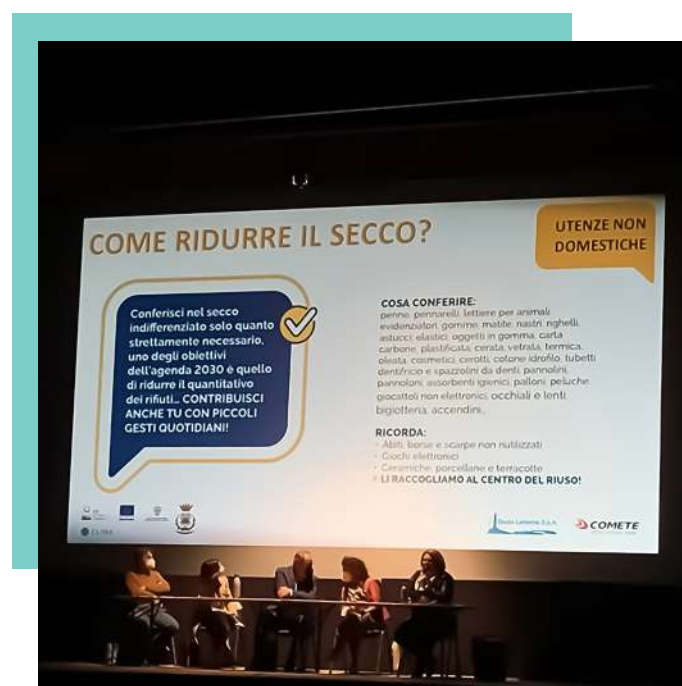 COME RIDURRE IL SECCO?
UTENZE NON
DOMESTICHE
Conferisci nel secco
indifferenziato solo quanto
strettamente necessario,
uno degli obiettivi
dell'agenda 2030 è quello
di ridurre il quantitativo
dei rifiuti... CONTRIBUISCI
ANCHE TU CON PICCOLI
GESTI QUOTIDIANI!
COSA CONFERIRE:
penne, pennarelli, lettiere per animali
evidenziatori, gomme, matite, nastri, righelli,
astucci, elastici, oggetti in gomma, carta
carbone, plastificata, cerata, vetrata, termica,
oleata, cosmetici, cerotti, cotone idrofilo, tubetti
dentifricio e spazzolini da denti, pannolini,
pannoloni, assorbenti igienici, palloni, peluche
giocattoli non elettronici, occhiali e lenti
bigiotteria, accendini...
RICORDA:
- Abiti, borse e scarpe non riutilizzati
- Giochi elettronici
- Ceramiche, porcellane e terracotte
* LI RACCOGLIAMO AL CENTRO DEL RIUSO!
COMETE